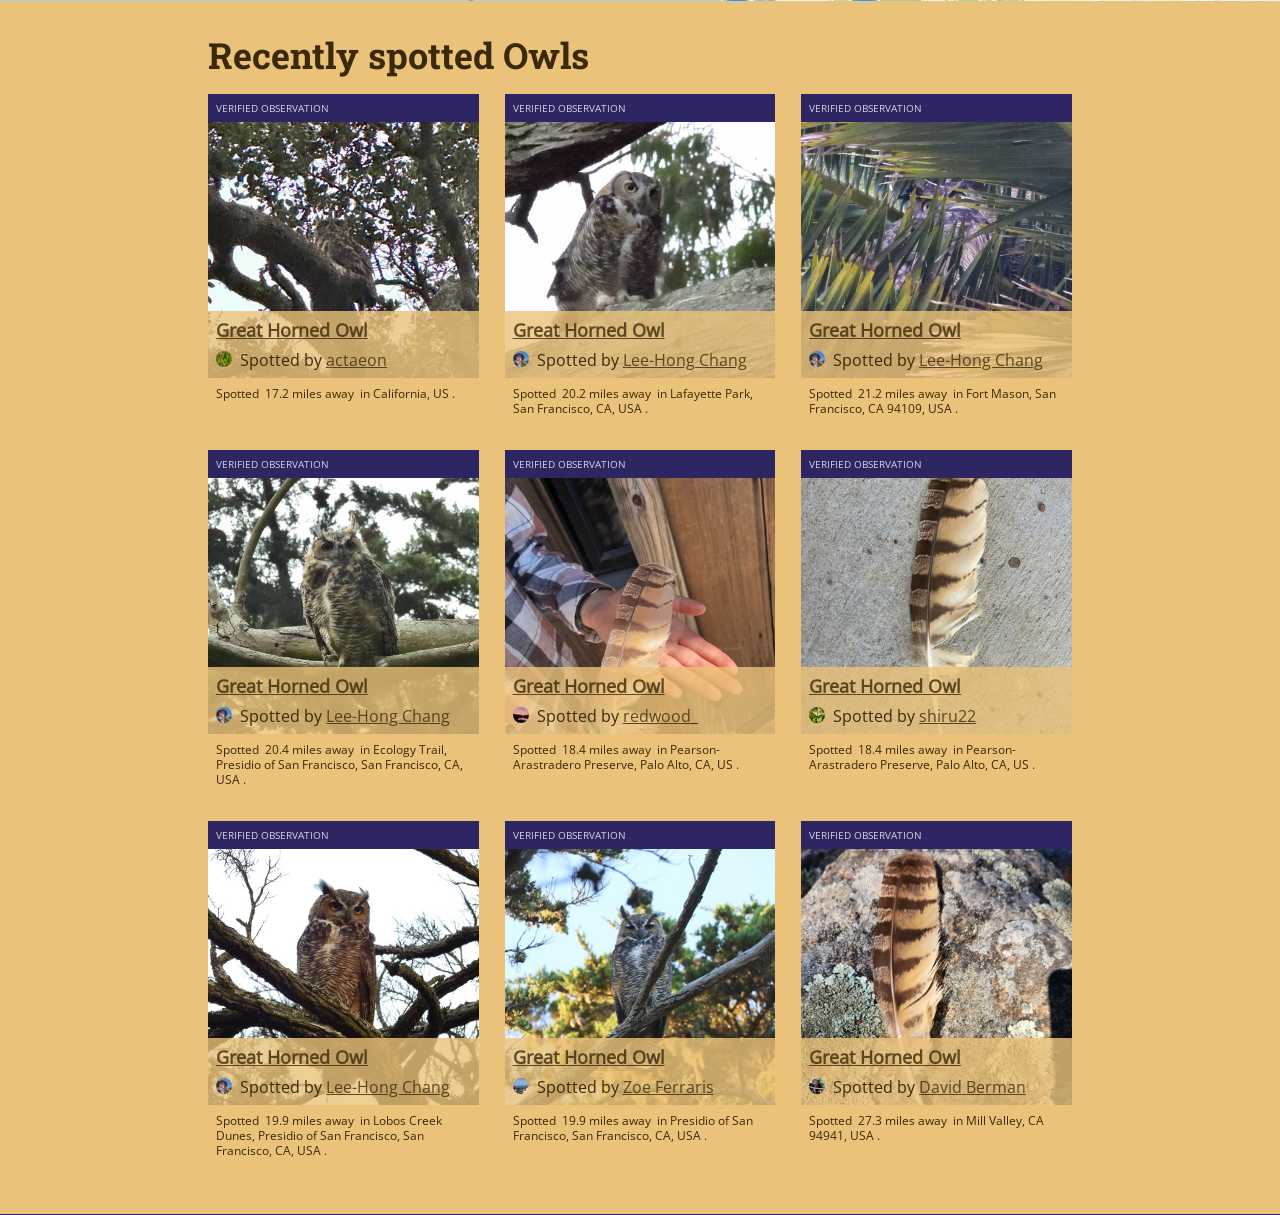 Recently spotted Owls
VERIFIED OBSERVATION
Great Horned Owl
Spotted by actaeon
Spotted 17.2 miles away in California, US .
VERIFIED OBSERVATION
Great Horned Owl
Spotted by Lee-Hong Chang
Spotted 20.2 miles away in Lafayette Park,
San Francisco, CA, USA .
VERIFIED OBSERVATION
Great Horned Owl
Spotted by Lee-Hong Chang
Spotted 21.2 miles away in Fort Mason, San
Francisco, CA 94109, USA .
VERIFIED OBSERVATION
Great Horned Owl
Spotted by Lee-Hong Chang
Spotted 20.4 miles away in Ecology Trail,
Presidio of San Francisco, San Francisco, CA,
USA .
VERIFIED OBSERVATION
Great Horned Owl
Spotted by redwood_
Spotted 18.4 miles away in Pearson-
Arastradero Preserve, Palo Alto, CA, US .
VERIFIED OBSERVATION
Great Horned Owl
Spotted by shiru22
Spotted 18.4 miles away in Pearson-
Arastradero Preserve, Palo Alto, CA, US .
VERIFIED OBSERVATION
Great Horned Owl
Spotted by Lee-Hong Chang
Spotted 19.9 miles away in Lobos Creek
Dunes, Presidio of San Francisco, San
Francisco, CA, USA .
VERIFIED OBSERVATION
Great Horned Owl
Spotted by Zoe Ferraris
Spotted 19.9 miles away in Presidio of San
Francisco, San Francisco, CA, USA .
VERIFIED OBSERVATION
Great Horned Owl
Spotted by David Berman
Spotted 27.3 miles away in Mill Valley, CA
94941, USA .